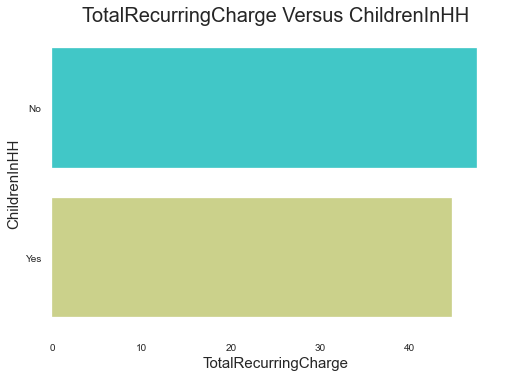 TotalRecurringCharge Versus ChildrenInHH
ChildrenInHH
No
Yes
0 10 20 30 40
TotalRecurringCharge